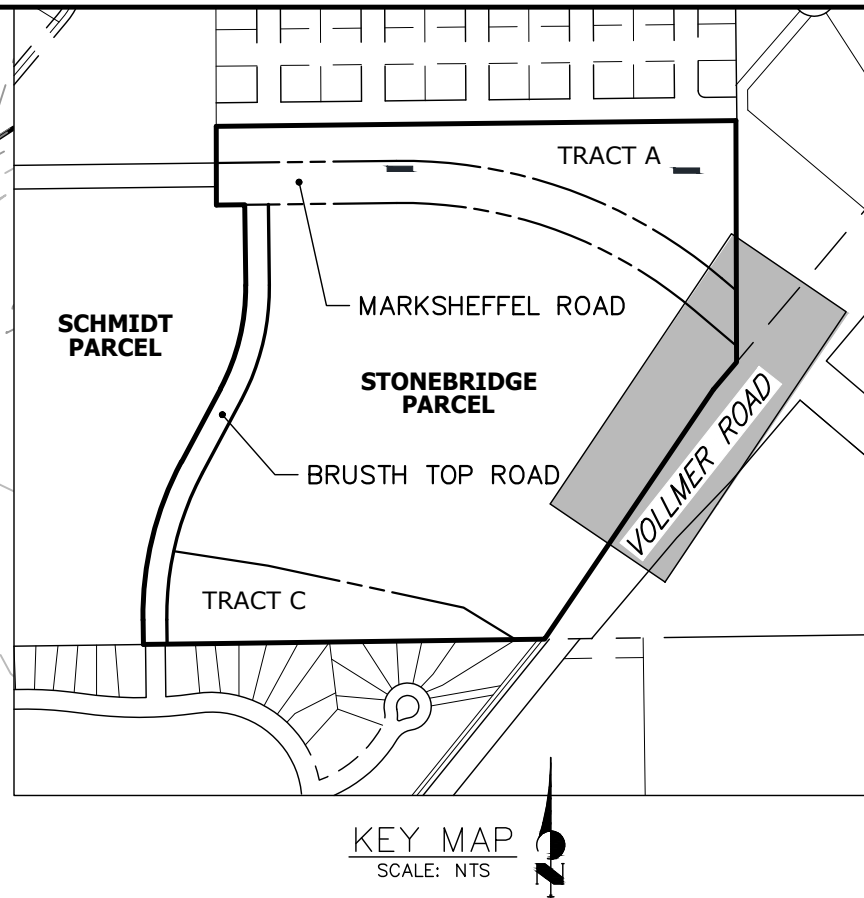 TRACT A
MARKSHEFFEL ROAD
SCHMIDT
PARCEL
STONEBRIDGE
PARCEL
VOLLMER ROAD
BRUSTH TOP ROAD
TRACT C
KEY MAP
SCALE: NTS
N